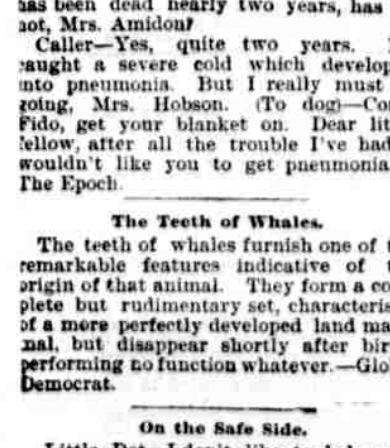 has been dead nearly two years, has
not, Mrs. Amidon?
Caller—Yes, quite two years.
caught a severe cold which develop
into pneumonia. But I really must
going, Mrs. Hobson. (To dog)—Co
Fido, get your blanket on. Dear lit
fellow, after all the trouble I've had
wouldn't like you to get pneumonia
The Epoch.
The Teeth of Whales.
The teeth of whales furnish one of t
remarkable features indicative of t
origin of that animal. They form a co
plete but rudimentary set, characteris
of a more perfectly developed land ma
mal, but disappear shortly after bir
performing no function whatever.—Glo
Democrat.
On the Safe Side.